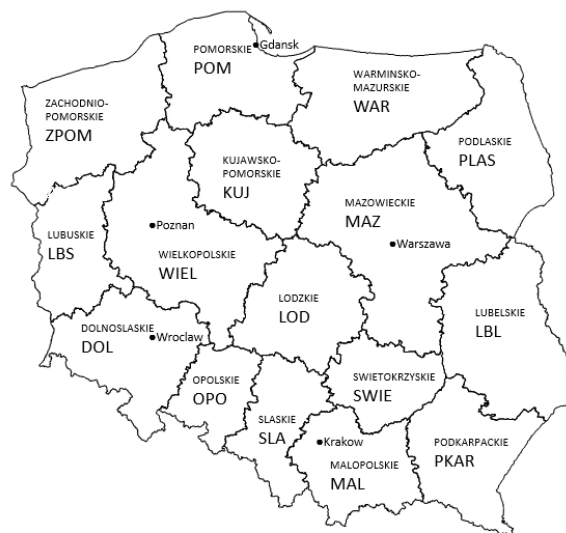 POMORSKIE
POM
Gdansk
WARMINSKO-
MAZURSKIE
WAR
ZACHODNIO-
POMORSKIE
ZPOM
PODLASKIE
PLAS
KUJAWSKO-
POMORSKIE
KUJ
MAZOWIECKIE
MAZ
Warszawa
LUBUSKIE
LBS
Poznan
WIELKOPOLSKIE
WIEL
LODZKIE
LOD
LUBELSKIE
LBL
DOLNOSLASKIE
DOL
Wroclaw
OPOLSKIE
OPO
SWIETOKRZYSKIE
SWIE
SLASKIE
SLA
Krakow
MALOPOLSKIE
MAL
PODKARPACKIE
PKAR